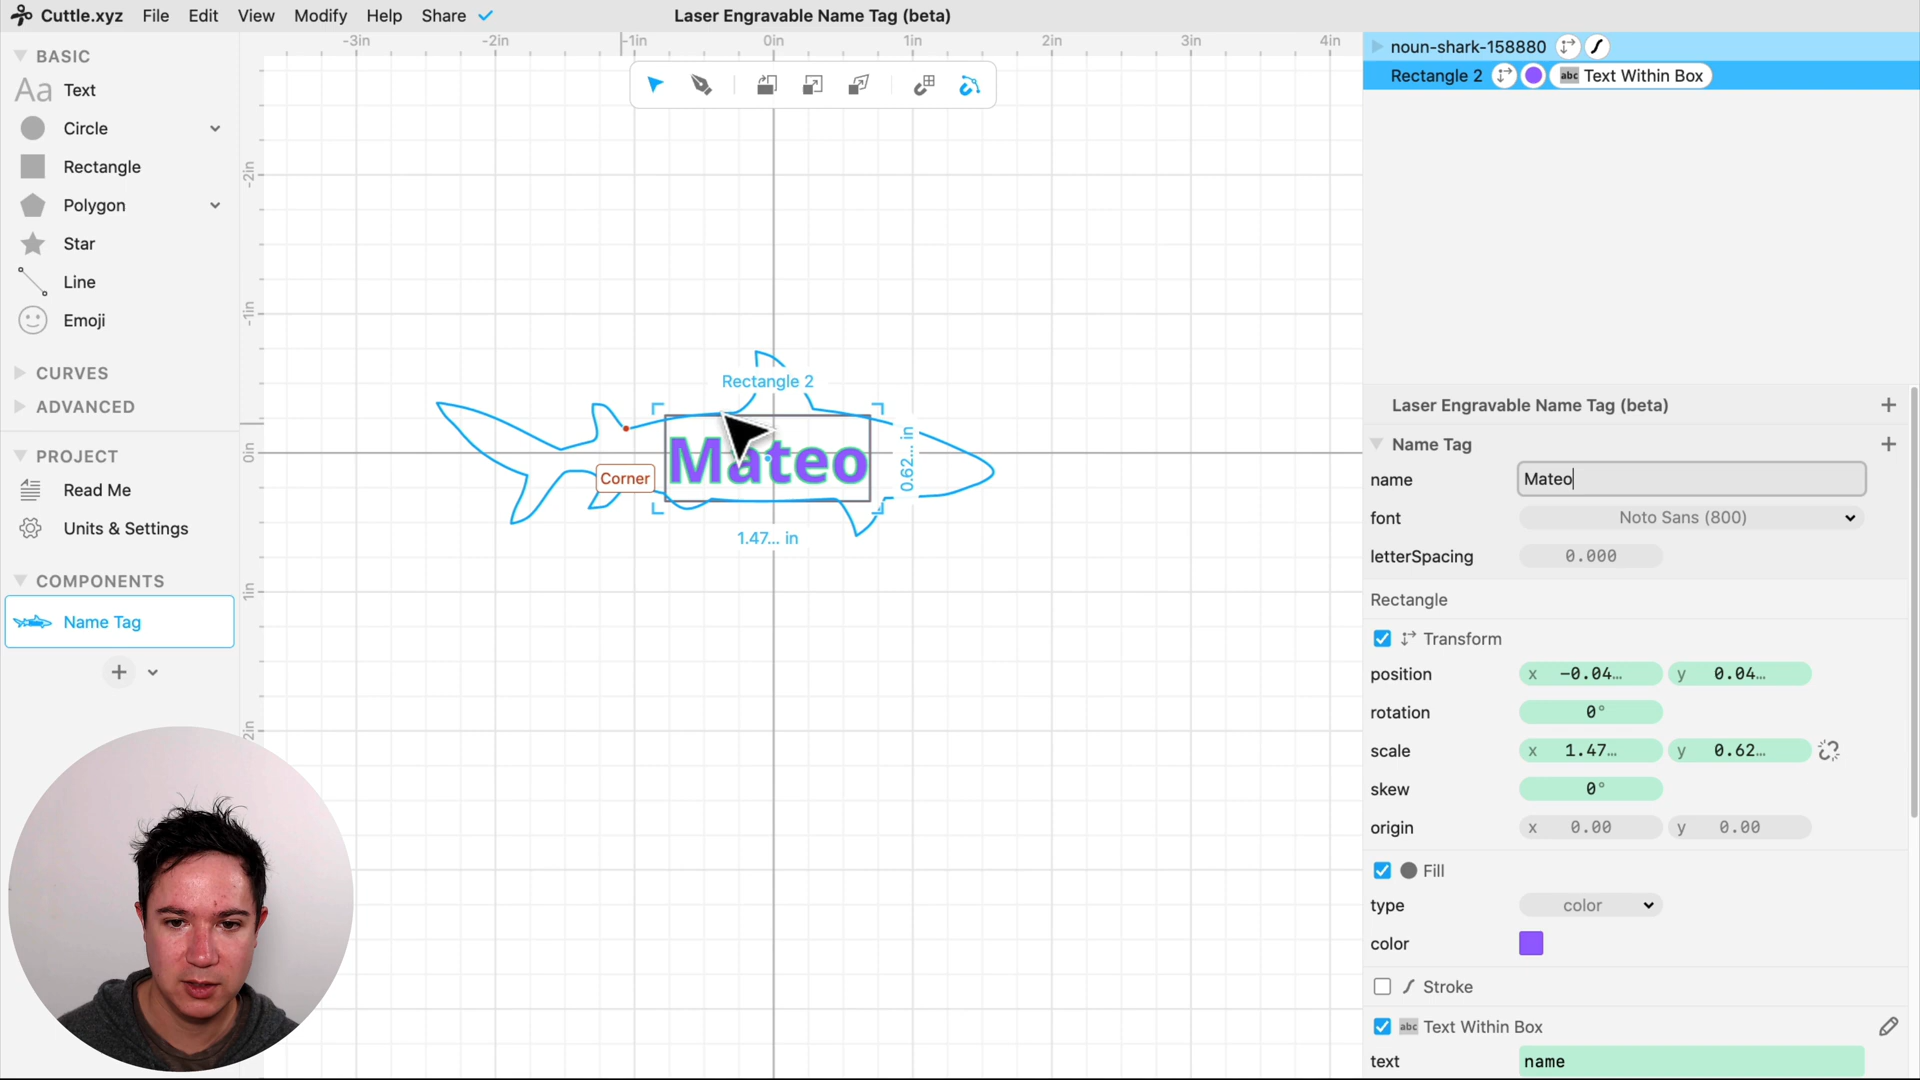 Cuttle.xyz File Edit View Modify Help Share Laser Engravable Name Tag (beta)
BASIC
Aa Text
Circle
Rectangle
Polygon
Star
Line
Emoji
CURVES
ADVANCED
PROJECT
Read Me
Units & Settings
COMPONENTS
Name Tag
+
-3in -2in -1in 0in 1in 2in 3in 4in
-2in
-1in
0in
1in
2in
Rectangle 2
Mateo
Corner
0.62... in
1.47... in
noun-shark-158880
Rectangle 2 abc Text Within Box
Laser Engravable Name Tag (beta) +
Name Tag +
name Mateo
font Noto Sans (800)
letterSpacing 0.000
Rectangle
Transform
position x -0.04... y 0.04...
rotation 0°
scale x 1.47... y 0.62...
skew 0°
origin x 0.00 y 0.00
Fill
type color
color
Stroke
abc Text Within Box
text name